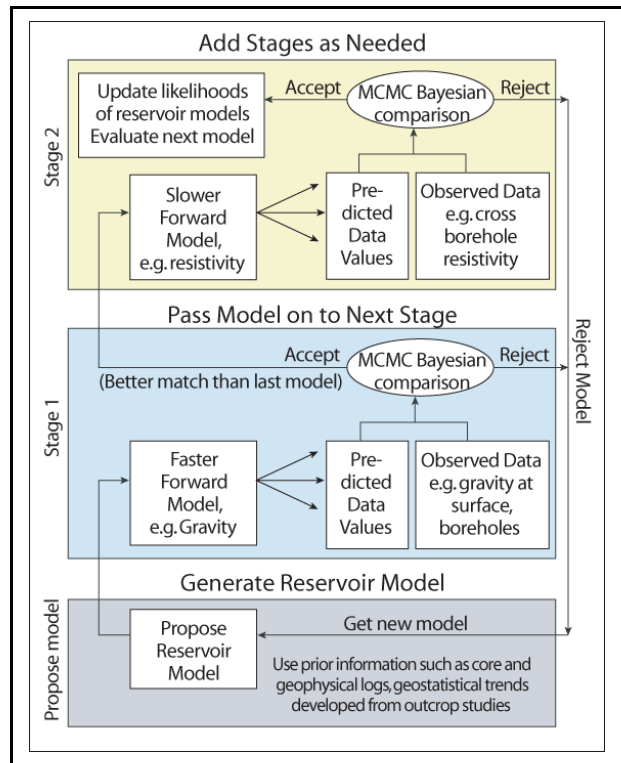 Add Stages as Needed
Stage 2
Update likelihoods
of reservoir models
Evaluate next model
Accept
MCMC Bayesian
comparison
Reject
Slower
Forward
Model,
e.g. resistivity
Pre-
dicted
Data
Values
Observed Data
e.g. cross
borehole
resistivity
Pass Model on to Next Stage
Stage 1
Accept
(Better match than last model)
MCMC Bayesian
comparison
Reject
Reject Model
Faster
Forward
Model,
e.g. Gravity
Pre-
dicted
Data
Values
Observed Data
e.g. gravity at
surface,
boreholes
Generate Reservoir Model
Propose model
Propose
Reservoir
Model
Get new model
Use prior information such as core and
geophysical logs, geostatistical trends
developed from outcrop studies